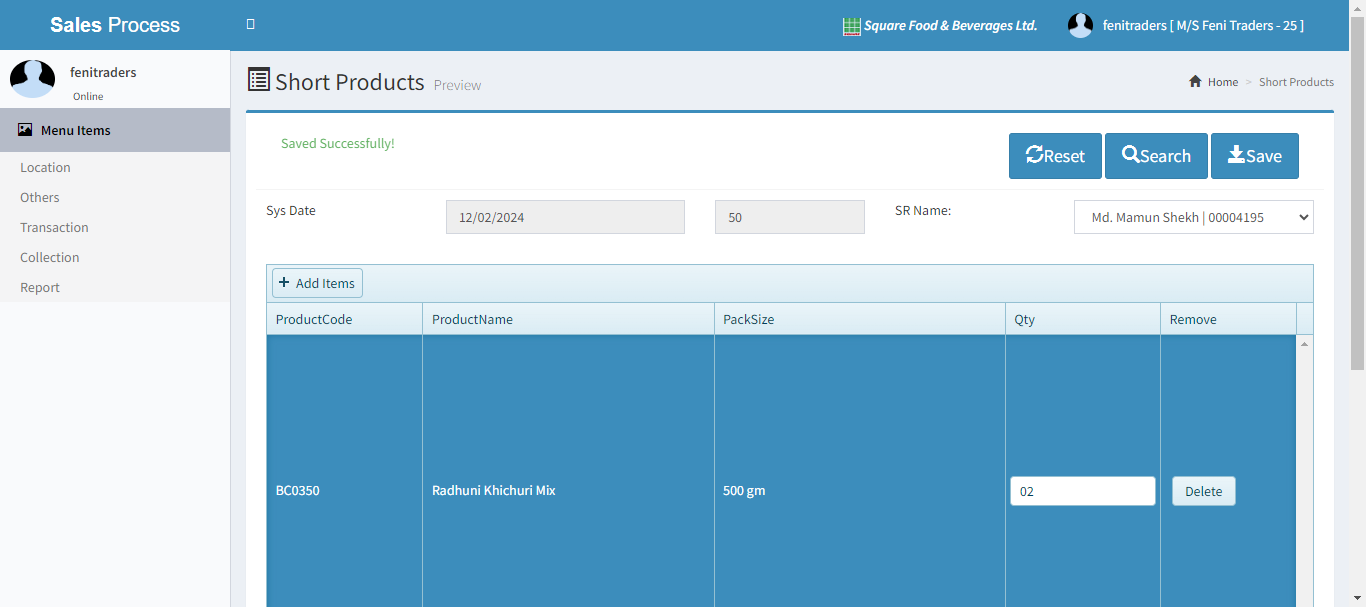 Sales Process
Square Food & Beverages Ltd.
fenitraders [ M/S Feni Traders - 25 ]
fenitraders
Online
Menu Items
Location
Others
Transaction
Collection
Report
Short Products Preview
Home > Short Products
Saved Successfully!
Reset
Search
Save
Sys Date
12/02/2024
50
SR Name:
Md. Mamun Shekh | 00004195
+ Add Items
ProductCode ProductName PackSize Qty Remove
BC0350 Radhuni Khichuri Mix 500 gm 02 Delete